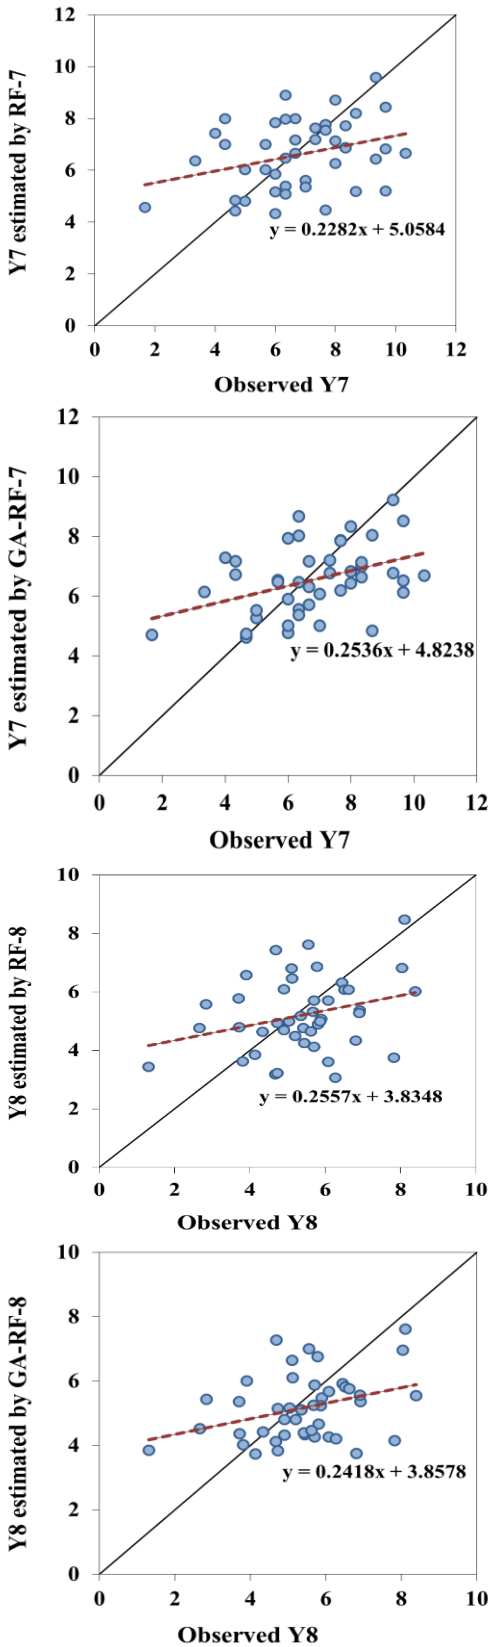 12
10
8
6
4
2
0
Y7 estimated by RF-7
y = 0.2282x + 5.0584
0 2 4 6 8 10 12
Observed Y7
12
10
8
6
4
2
0
Y7 estimated by GA-RF-7
y = 0.2536x + 4.8238
0 2 4 6 8 10 12
Observed Y7
10
8
6
4
2
0
Y8 estimated by RF-8
y = 0.2557x + 3.8348
0 2 4 6 8 10
Observed Y8
10
8
6
4
2
0
Y8 estimated by GA-RF-8
y = 0.2418x + 3.8578
0 2 4 6 8 10
Observed Y8